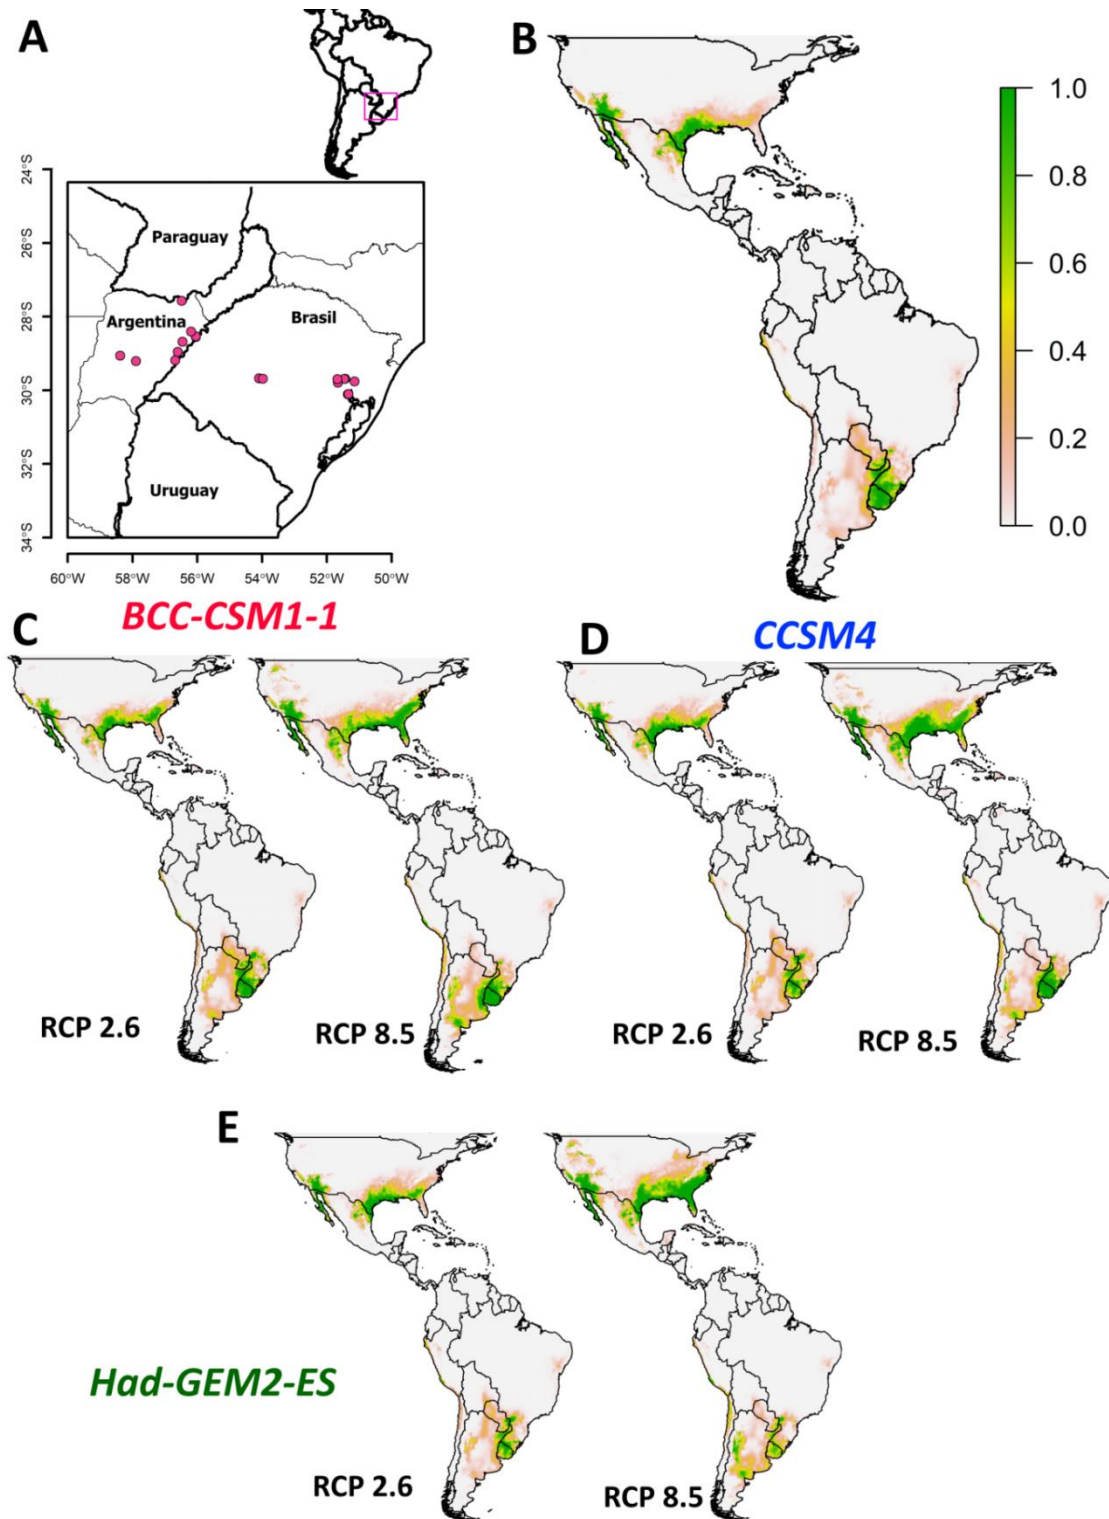 A
B
1.0
0.8
0.6
0.4
0.2
0.0
24°S
26°S
28°S
30°S
32°S
34°S
Paraguay
Argentina
Brasil
Uruguay
60°W 58°W 56°W 54°W 52°W 50°W
BCC-CSM1-1
C
D
CCSM4
RCP 2.6
RCP 8.5
RCP 2.6
RCP 8.5
E
Had-GEM2-ES
RCP 2.6
RCP 8.5